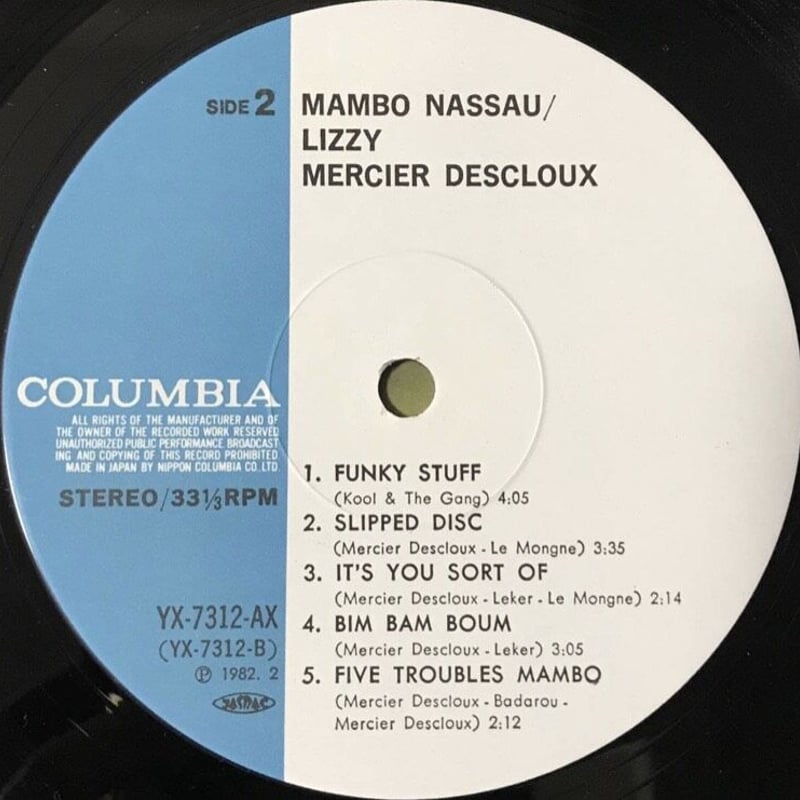 SIDE 2
MAMBO NASSAU/
LIZZY
MERCIER DESCLOUX
COLUMBIA
ALL RIGHTS OF THE MANUFACTURER AND OF
THE OWNER OF THE RECORDED WORK RESERVED
UNAUTHORIZED PUBLIC PERFORMANCE BROADCAST
ING AND COPYING OF THIS RECORD PROHIBITED
MADE IN JAPAN BY NIPPON COLUMBIA CO.LTD.
STEREO/33⅓RPM
YX-7312-AX
(YX-7312-B)
℗ 1982. 2
JASRAC
1. FUNKY STUFF
(Kool & The Gang) 4:05
2. SLIPPED DISC
(Mercier Descloux - Le Mongne) 3:35
3. IT'S YOU SORT OF
(Mercier Descloux - Leker - Le Mongne) 2:14
4. BIM BAM BOUM
(Mercier Descloux - Leker) 3:05
5. FIVE TROUBLES MAMBO
(Mercier Descloux - Badarou -
Mercier Descloux) 2:12